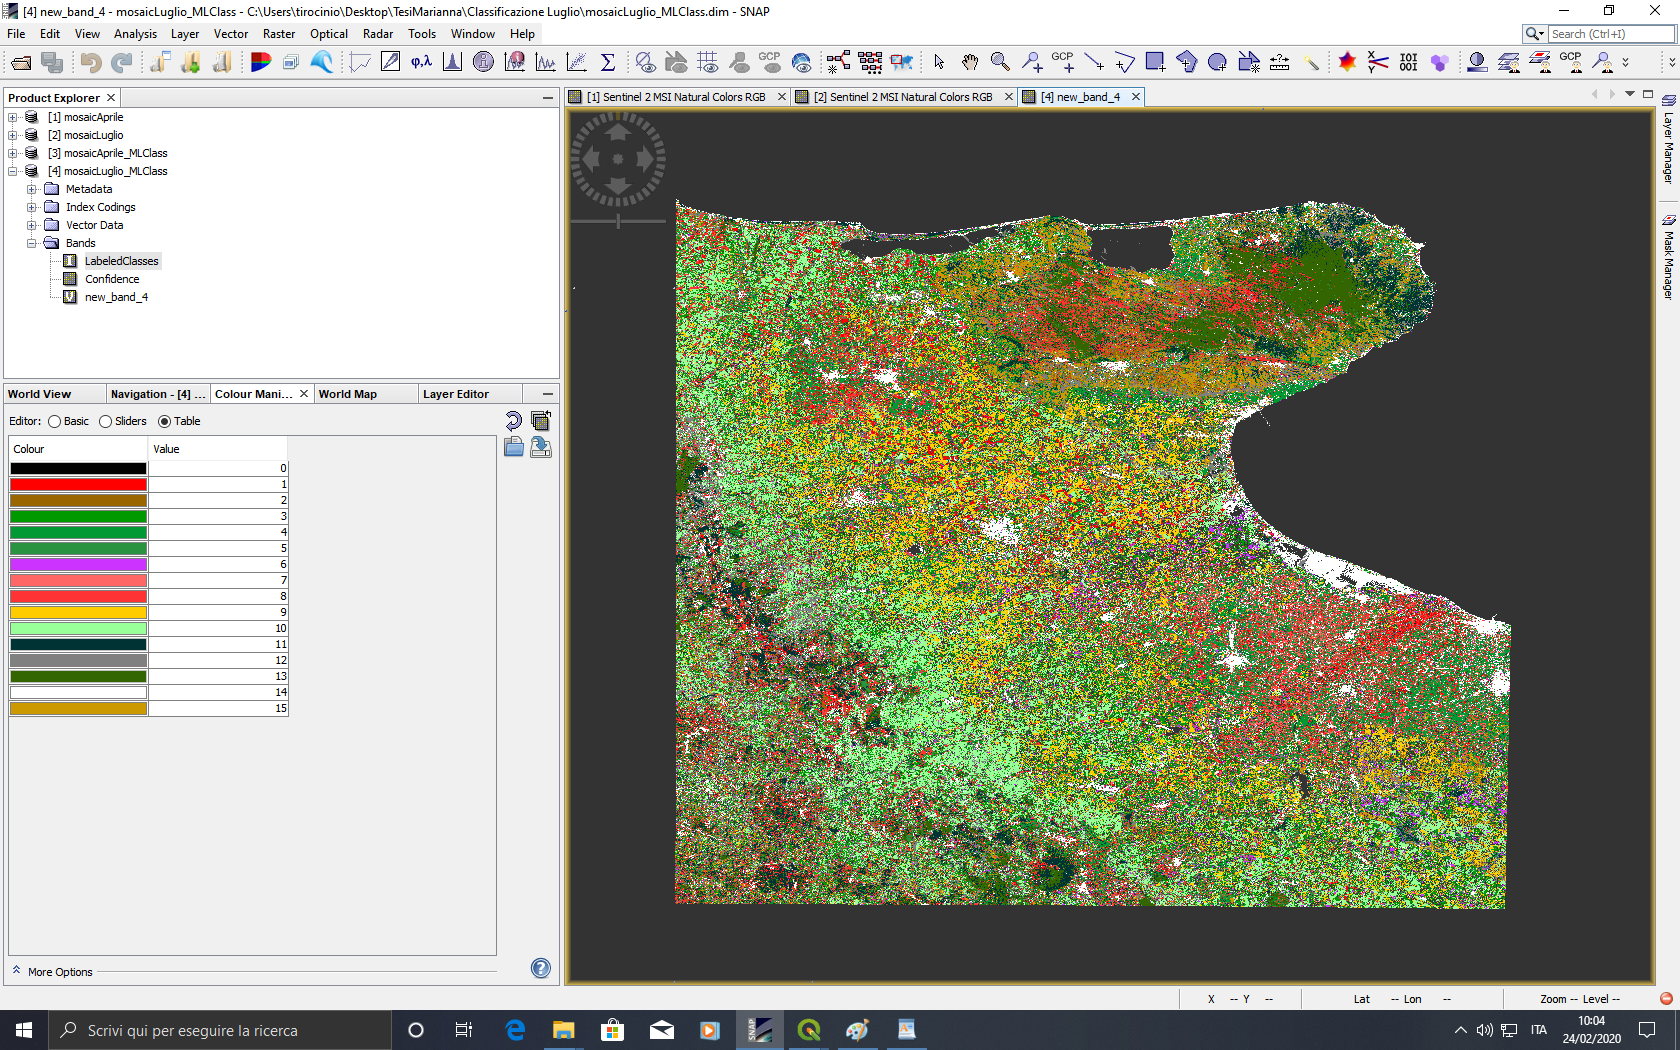 [4] new_band_4 - mosaicLuglio_MLClass - C:\Users\tirocinio\Desktop\TesiMarianna\Classificazione Luglio\mosaicLuglio_MLClass.dim - SNAP
File Edit View Analysis Layer Vector Raster Optical Radar Tools Window Help
Search (Ctrl+I)
φ,λ Σ GCP GCP GCP
Product Explorer
[1] Sentinel 2 MSI Natural Colors RGB
[2] Sentinel 2 MSI Natural Colors RGB
[4] new_band_4
[1] mosaicAprile
[2] mosaicLuglio
[3] mosaicAprile_MLClass
[4] mosaicLuglio_MLClass
Metadata
Index Codings
Vector Data
Bands
LabeledClasses
Confidence
new_band_4
Layer Manager
Mask Manager
World View
Navigation - [4] ...
Colour Mani...
World Map
Layer Editor
Editor: Basic Sliders Table
Colour Value
0
1
2
3
4
5
6
7
8
9
10
11
12
13
14
15
More Options
X -- Y -- Lat -- Lon -- Zoom -- Level --
Scrivi qui per eseguire la ricerca
SNAP
ITA
10:04
24/02/2020